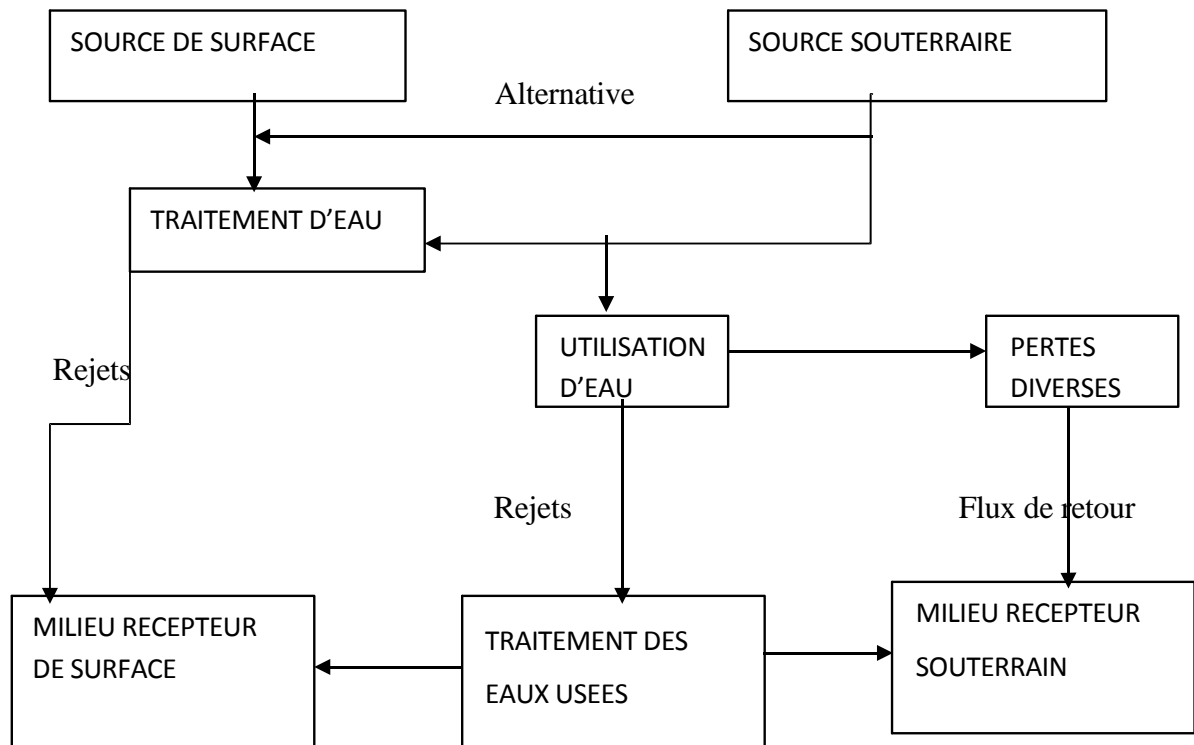 SOURCE DE SURFACE
SOURCE SOUTERRAIRE
Alternative
TRAITEMENT D’EAU
UTILISATION
D’EAU
PERTES
DIVERSES
Rejets
Rejets
Flux de retour
MILIEU RECEPTEUR
DE SURFACE
TRAITEMENT DES
EAUX USEES
MILIEU RECEPTEUR
SOUTERRAIN